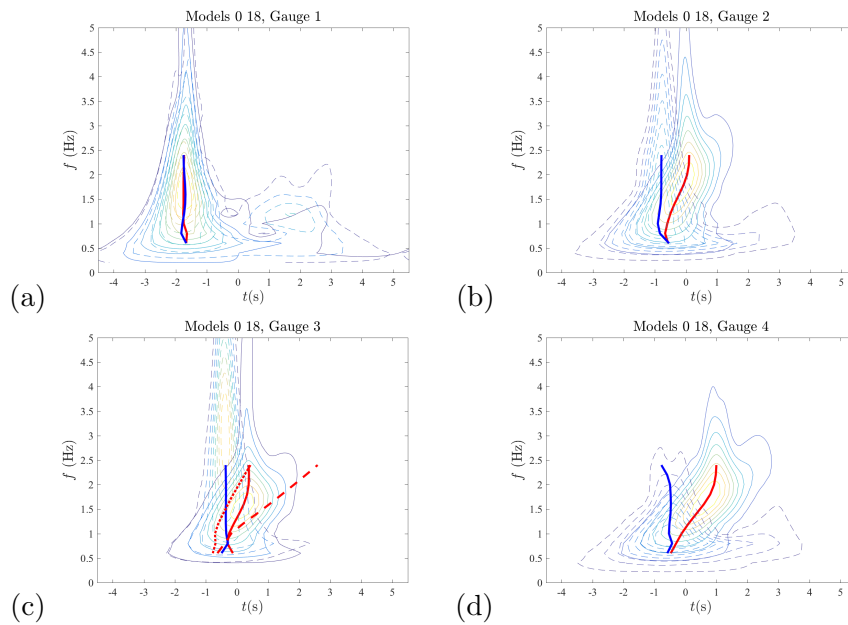 Models 0 18, Gauge 1
5
4.5
4
3.5
3
2.5
2
1.5
1
0.5
0
f (Hz)
-4 -3 -2 -1 0 1 2 3 4 5
t(s)
(a)
Models 0 18, Gauge 2
5
4.5
4
3.5
3
2.5
2
1.5
1
0.5
0
f (Hz)
-4 -3 -2 -1 0 1 2 3 4 5
t(s)
(b)
Models 0 18, Gauge 3
5
4.5
4
3.5
3
2.5
2
1.5
1
0.5
0
f (Hz)
-4 -3 -2 -1 0 1 2 3 4 5
t(s)
(c)
Models 0 18, Gauge 4
5
4.5
4
3.5
3
2.5
2
1.5
1
0.5
0
f (Hz)
-4 -3 -2 -1 0 1 2 3 4 5
t(s)
(d)